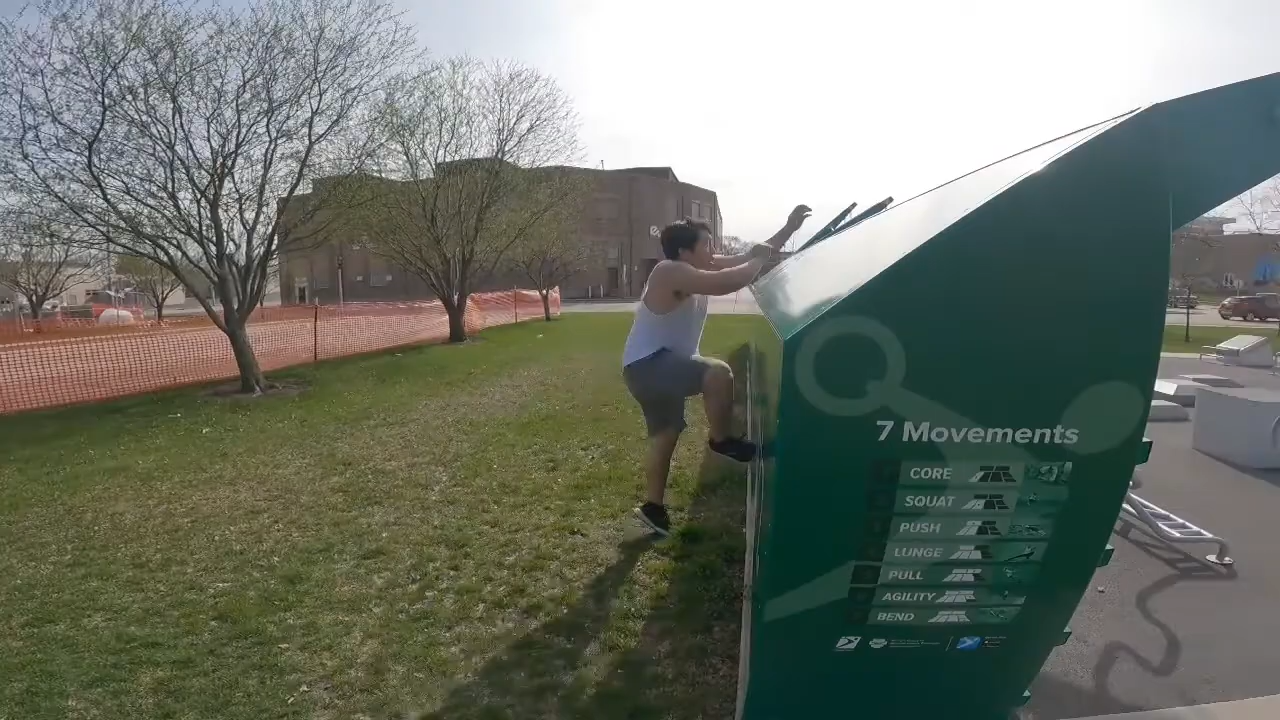 7 Movements
CORE
SQUAT
PUSH
LUNGE
PULL
AGILITY
BEND